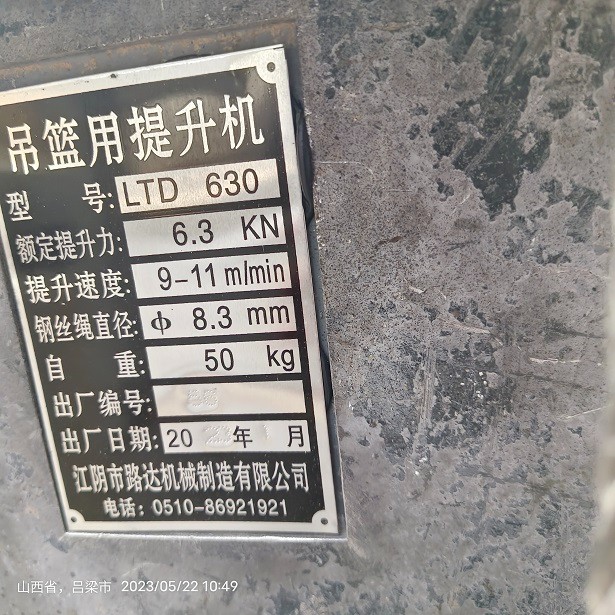 吊篮用提升机
型 号: LTD 630
额定提升力: 6.3 KN
提升速度: 9-11 m/min
钢丝绳直径: ф 8.3 mm
自 重: 50 kg
出厂编号:
出厂日期: 20 年 月
江阴市路达机械制造有限公司
电话: 0510-86921921
山西省，吕梁市 2023/05/22 10:49